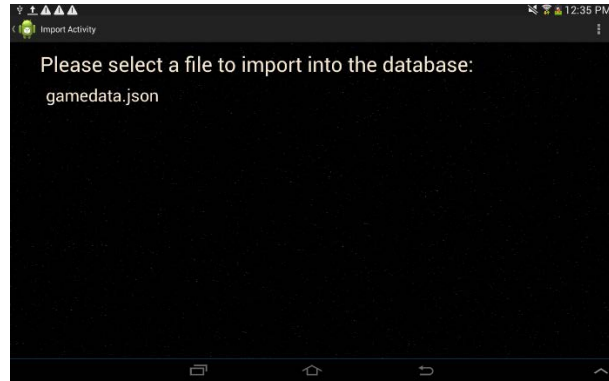 12:35 PM
Import Activity
Please select a file to import into the database:
gamedata.json